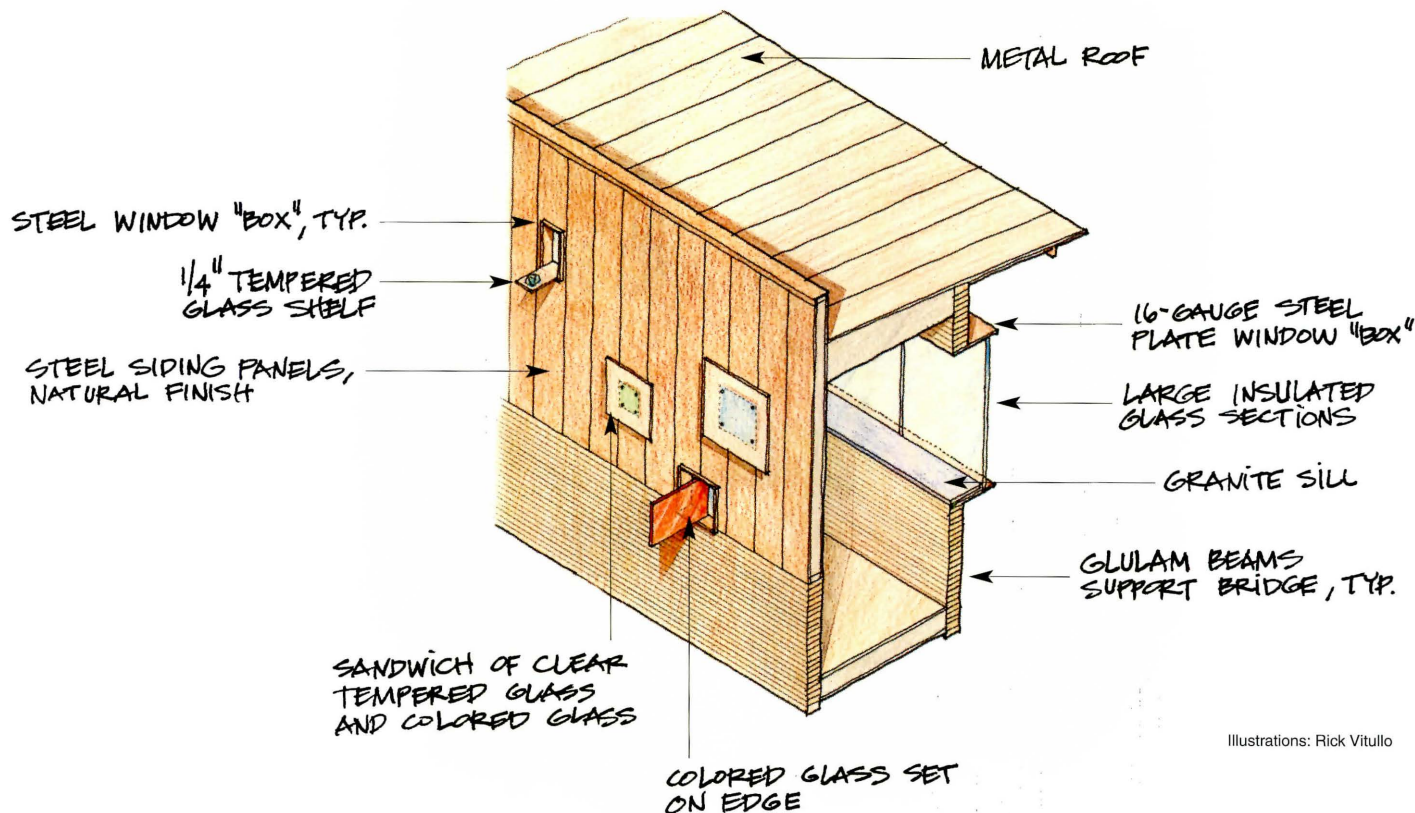 METAL ROOF
STEEL WINDOW "BOX", TYP.
1/4" TEMPERED
GLASS SHELF
STEEL SIDING PANELS,
NATURAL FINISH
16-GAUGE STEEL
PLATE WINDOW "BOX"
LARGE INSULATED
GLASS SECTIONS
GRANITE SILL
GLULAM BEAMS
SUPPORT BRIDGE, TYP.
SANDWICH OF CLEAR
TEMPERED GLASS
AND COLORED GLASS
COLORED GLASS SET
ON EDGE
Illustrations: Rick Vitullo